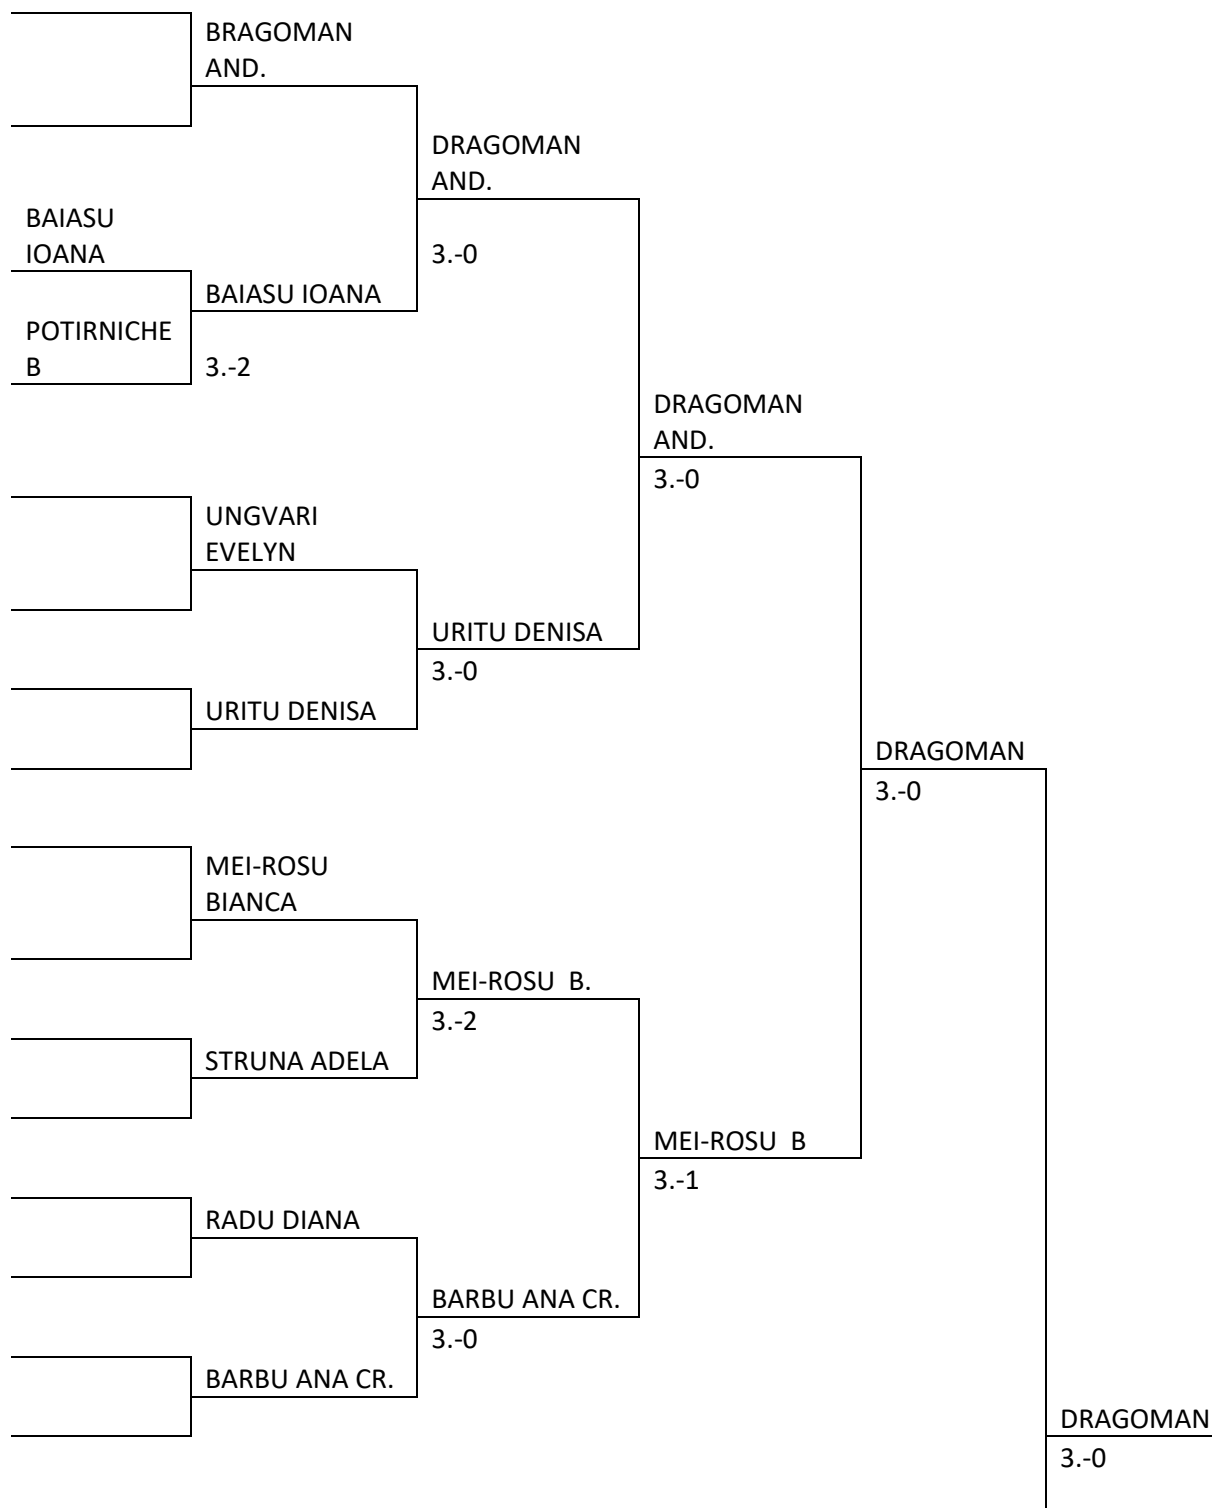 BRAGOMAN
AND.
DRAGOMAN
AND.
BAIASU
IOANA
3.-0
BAIASU IOANA
POTIRNICHE
B
3.-2
DRAGOMAN
AND.
3.-0
UNGVARI
EVELYN
URITU DENISA
3.-0
URITU DENISA
DRAGOMAN
3.-0
MEI-ROSU
BIANCA
MEI-ROSU  B.
3.-2
STRUNA ADELA
MEI-ROSU  B
3.-1
RADU DIANA
BARBU ANA CR.
3.-0
BARBU ANA CR.
DRAGOMAN
3.-0